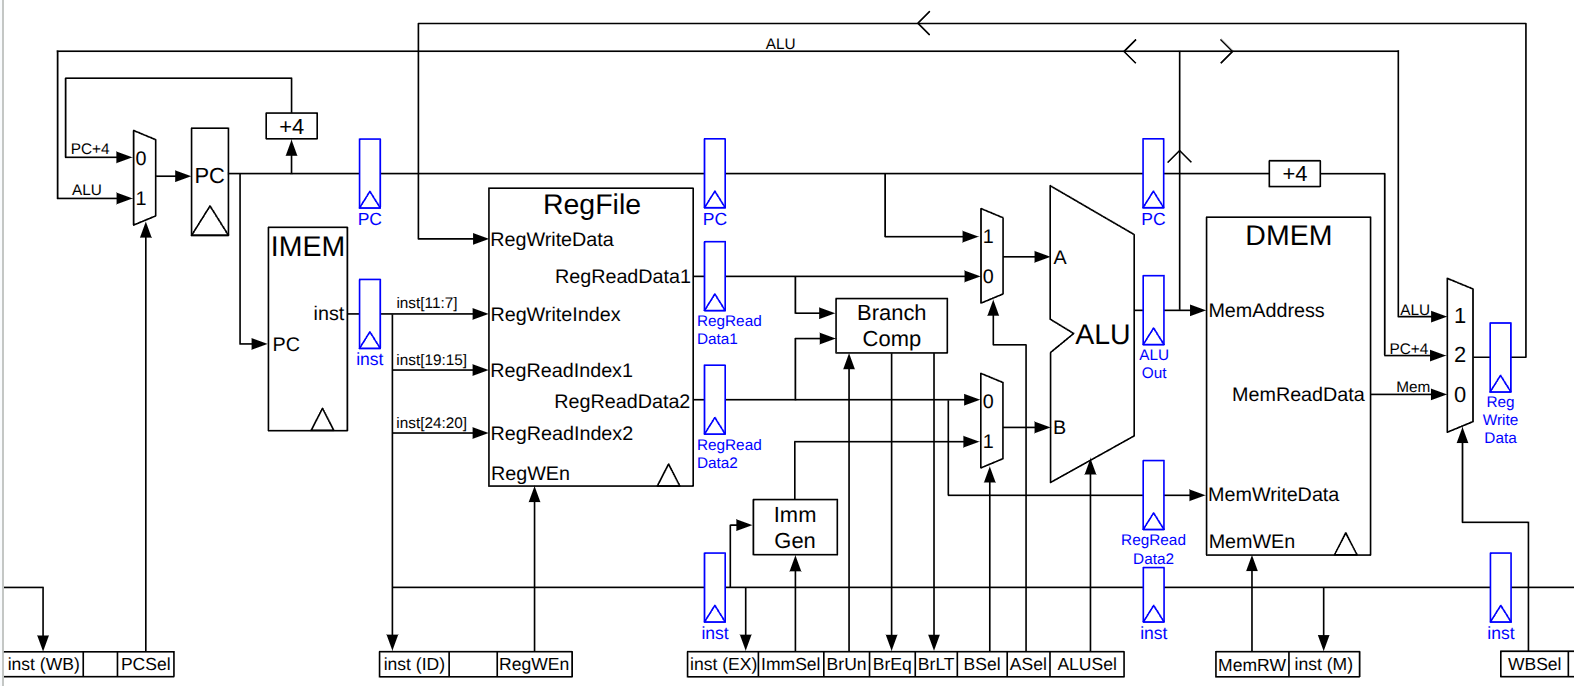 ALU
+4
PC+4
0
PC
ALU
1
PC
PC
PC
+4
RegFile
IMEM
DMEM
RegWriteData
1
A
RegReadData1
0
inst
inst
inst[11:7]
RegWriteIndex
RegRead
Data1
Branch
Comp
ALU
ALU
Out
MemAddress
ALU
1
PC
inst[19:15]
RegReadIndex1
PC+4
2
MemReadData
Mem
0
Reg
Write
Data
RegReadData2
0
inst[24:20]
RegReadIndex2
1
B
RegRead
Data2
RegWEn
MemWriteData
Imm
Gen
RegRead
Data2
MemWEn
inst
inst
inst
inst (WB)
PCSel
inst (ID)
RegWEn
inst (EX)
ImmSel
BrUn
BrEq
BrLT
BSel
ASel
ALUSel
MemRW
inst (M)
WBSel